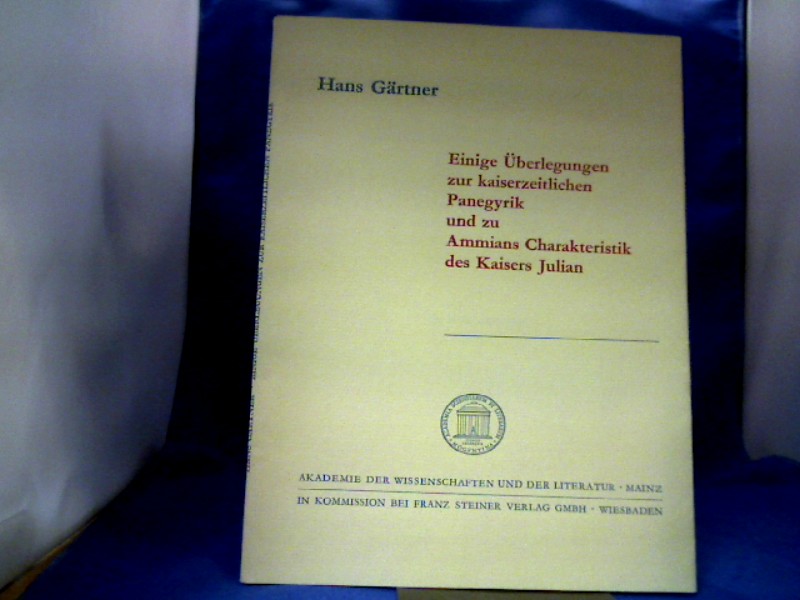 Hans Gärtner
Einige Überlegungen
zur kaiserzeitlichen
Panegyrik
und zu
Ammians Charakteristik
des Kaisers Julian
MOGUNTINA
AKADEMIE DER WISSENSCHAFTEN UND DER LITERATUR · MAINZ
IN KOMMISSION BEI FRANZ STEINER VERLAG GMBH · WIESBADEN